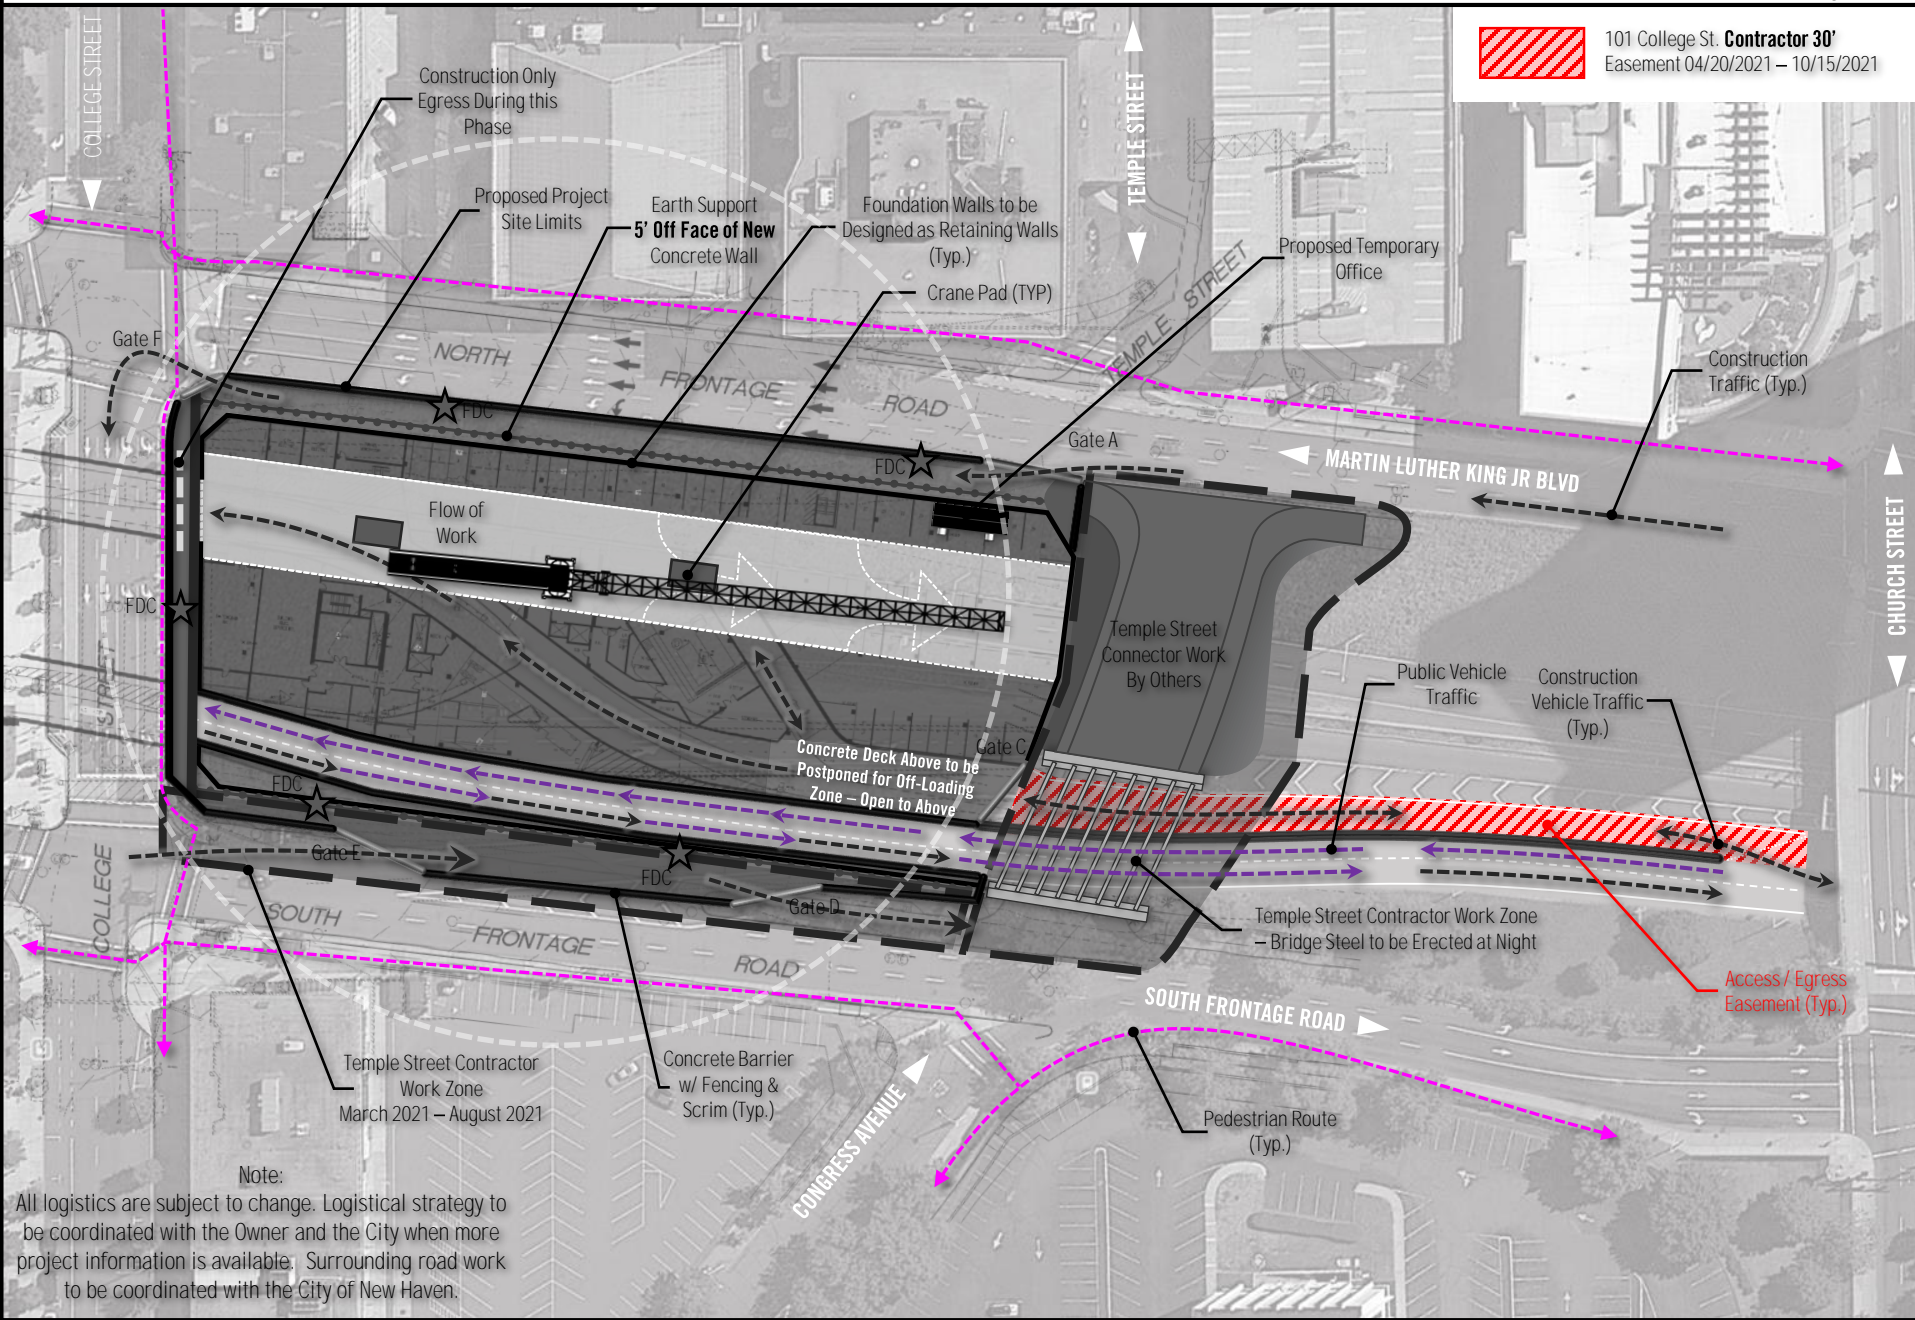 101 College St. Contractor 30'
Easement 04/20/2021 – 10/15/2021
COLLEGE STREET
Construction Only
Egress During this
Phase
TEMPLE STREET
Proposed Project
Site Limits
Earth Support
5' Off Face of New
Concrete Wall
Foundation Walls to be
Designed as Retaining Walls
(Typ.)
Proposed Temporary
Office
Crane Pad (TYP)
TEMPLE STREET
Gate F
NORTH FRONTAGE ROAD
Construction
Traffic (Typ.)
FDC
Gate A
FDC
MARTIN LUTHER KING JR BLVD
CHURCH STREET
Flow of
Work
FDC
Temple Street
Connector Work
By Others
Public Vehicle
Traffic
Construction
Vehicle Traffic
(Typ.)
Gate C
Concrete Deck Above to be
Postponed for Off-Loading
Zone – Open to Above
FDC
Gate E
FDC
Gate D
COLLEGE STREET
SOUTH FRONTAGE ROAD
Temple Street Contractor Work Zone
– Bridge Steel to be Erected at Night
Access / Egress
Easement (Typ.)
SOUTH FRONTAGE ROAD
Temple Street Contractor
Work Zone
March 2021 – August 2021
Concrete Barrier
w/ Fencing &
Scrim (Typ.)
CONGRESS AVENUE
Pedestrian Route
(Typ.)
Note:
All logistics are subject to change. Logistical strategy to
be coordinated with the Owner and the City when more
project information is available. Surrounding road work
to be coordinated with the City of New Haven.